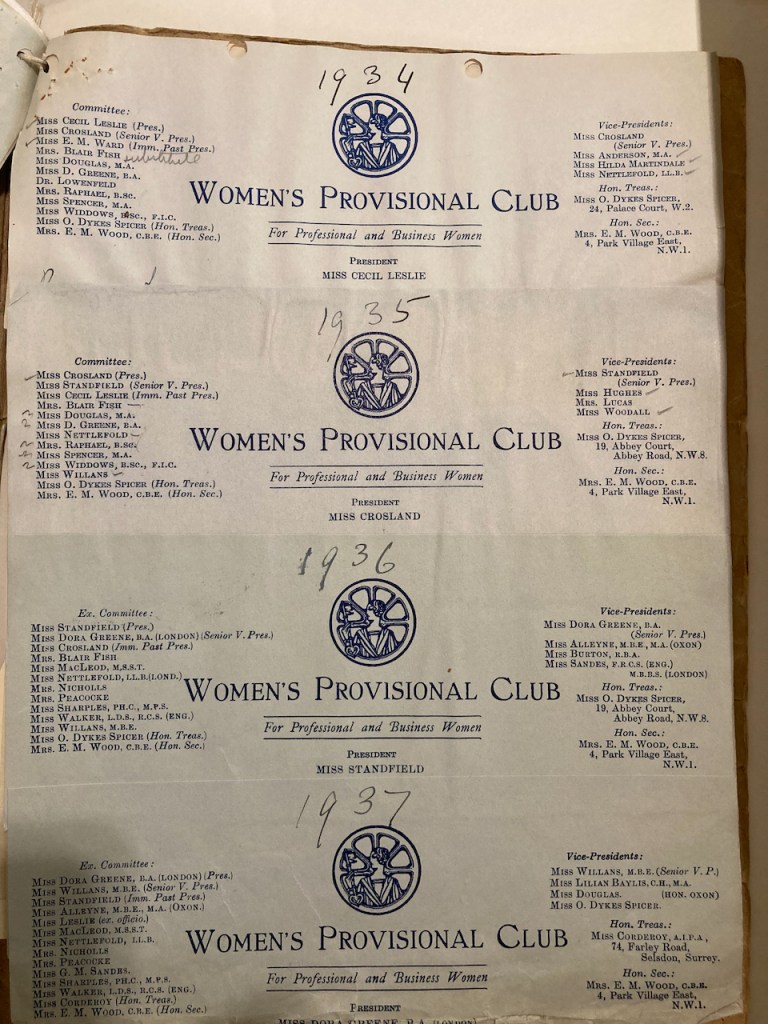 1934
Committee:
Miss Cecil Leslie (Pres.)
Miss Crosland (Senior V. Pres.)
Miss E. M. Ward (Imm. Past Pres.)
Mrs. Blair Fish substitute
Miss Douglas, M.A.
Miss D. Greene, B.A.
Dr. Lowenfeld
Mrs. Raphael, B.Sc.
Miss Spencer, M.A.
Miss Widdows, B.Sc., F.I.C.
Miss O. Dykes Spicer (Hon. Treas.)
Mrs. E. M. Wood, C.B.E. (Hon. Sec.)
Women's Provisional Club
For Professional and Business Women
President
Miss Cecil Leslie
Vice-Presidents:
Miss Crosland
(Senior V. Pres.)
Miss Anderson, M.A.
Miss Hilda Martindale
Miss Nettlefold, LL.B.
Hon. Treas:
Miss O. Dykes Spicer,
24, Palace Court, W.2.
Hon. Sec:
Mrs. E. M. Wood, C.B.E.
4, Park Village East,
N.W.1.
1935
Committee:
Miss Crosland (Pres.)
Miss Standfield (Senior V. Pres.)
Miss Cecil Leslie (Imm. Past Pres.)
Mrs. Blair Fish
Miss Douglas, M.A.
Miss D. Greene, B.A.
Miss Nettlefold
Mrs. Raphael, B.Sc.
Miss Spencer, M.A.
Miss Widdows, B.Sc., F.I.C.
Miss Willans
Miss O. Dykes Spicer (Hon. Treas.)
Mrs. E. M. Wood, C.B.E. (Hon. Sec.)
Women's Provisional Club
For Professional and Business Women
President
Miss Crosland
Vice-Presidents:
Miss Standfield
(Senior V. Pres.)
Miss Hughes
Mrs. Lucas
Miss Woodall
Hon. Treas:
Miss O. Dykes Spicer,
19, Abbey Court,
Abbey Road, N.W.8.
Hon. Sec:
Mrs. E. M. Wood, C.B.E.
4, Park Village East,
N.W.1.
1936
Ex. Committee:
Miss Standfield (Pres.)
Miss Dora Greene, B.A. (London) (Senior V. Pres.)
Miss Crosland (Imm. Past Pres.)
Mrs. Blair Fish
Miss MacLeod, M.S.S.T.
Miss Nettlefold, LL.B. (Lond.)
Mrs. Nicholls
Mrs. Peacocke
Miss Sharples, Ph.C., M.P.S.
Miss Walker, L.D.S., R.C.S. (Eng.)
Miss Willans, M.B.E.
Miss O. Dykes Spicer (Hon. Treas.)
Mrs. E. M. Wood, C.B.E. (Hon. Sec.)
Women's Provisional Club
For Professional and Business Women
President
Miss Standfield
Vice-Presidents:
Miss Dora Greene, B.A.
(Senior V. Pres.)
Miss Alleyne, M.B.E., M.A. (Oxon)
Miss Burton, R.B.A.
Miss Sandes, F.R.C.S. (Eng.)
M.B.B.S. (London)
Hon. Treas:
Miss O. Dykes Spicer,
19, Abbey Court,
Abbey Road, N.W.8.
Hon. Sec:
Mrs. E. M. Wood, C.B.E.
4, Park Village East,
N.W.1.
1937
Ex. Committee:
Miss Dora Greene, B.A. (London) (Pres.)
Miss Willans, M.B.E. (Senior V. Pres.)
Miss Standfield (Imm. Past Pres.)
Miss Alleyne, M.B.E., M.A. (Oxon.)
Miss Leslie (ex. officio.)
Miss MacLeod, M.S.S.T.
Miss Nettlefold, LL.B.
Mrs. Nicholls
Mrs. Peacocke
Miss G. M. Sandes.
Miss Sharples, Ph.C., M.P.S.
Miss Walker, L.D.S., R.C.S. (Eng.)
Miss Corderoy (Hon. Treas.)
Mrs. E. M. Wood, C.B.E. (Hon. Sec.)
Women's Provisional Club
For Professional and Business Women
President
Miss Dora Greene, B.A. (London)
Vice-Presidents:
Miss Willans, M.B.E. (Senior V. P.)
Miss Lilian Baylis, C.H., M.A.
(Hon. Oxon)
Miss Douglas.
Miss O. Dykes Spicer.
Hon. Treas:
Miss Corderoy, A.I.P.A.,
74, Farley Road,
Selsdon, Surrey.
Hon. Sec:
Mrs. E. M. Wood, C.B.E.
4, Park Village East,
N.W.1.